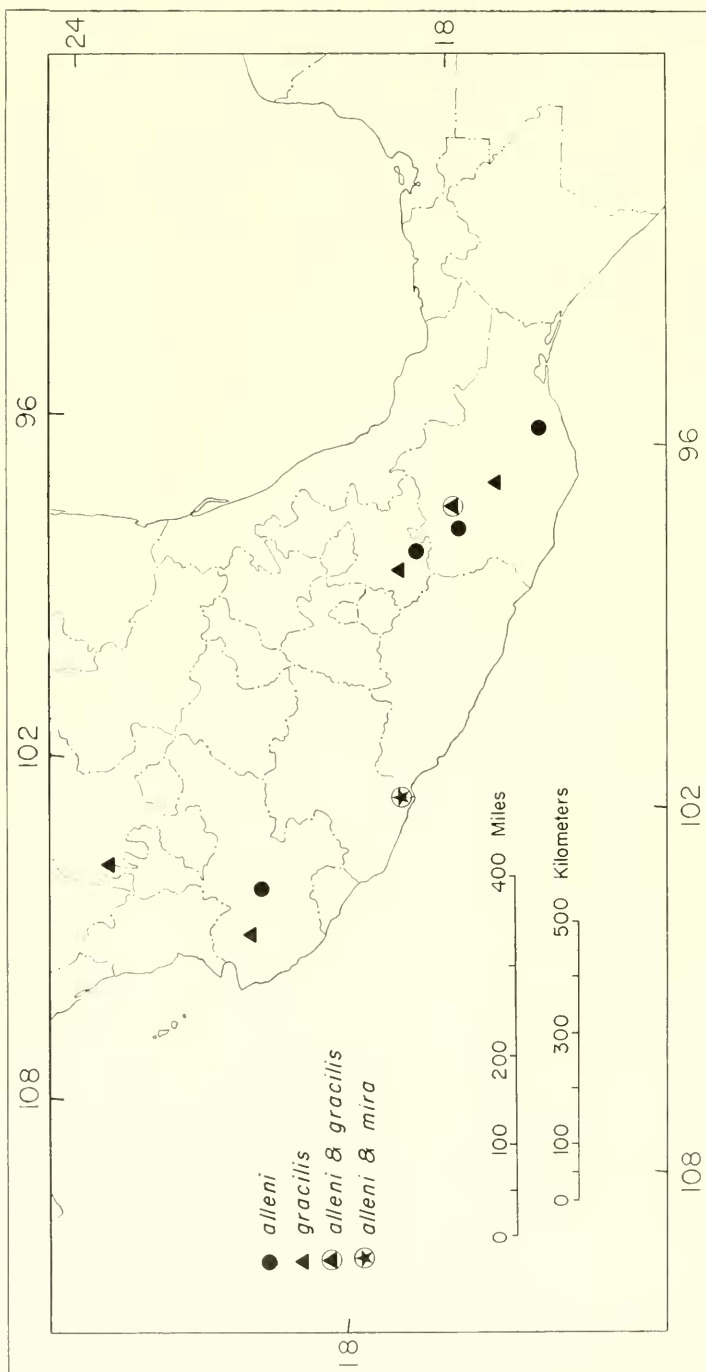 108 102 96
24
alleni
gracilis
alleni & gracilis
alleni & mira
18
18
0 100 200 400 Miles
0 100 300 500 Kilometers
108 102 96